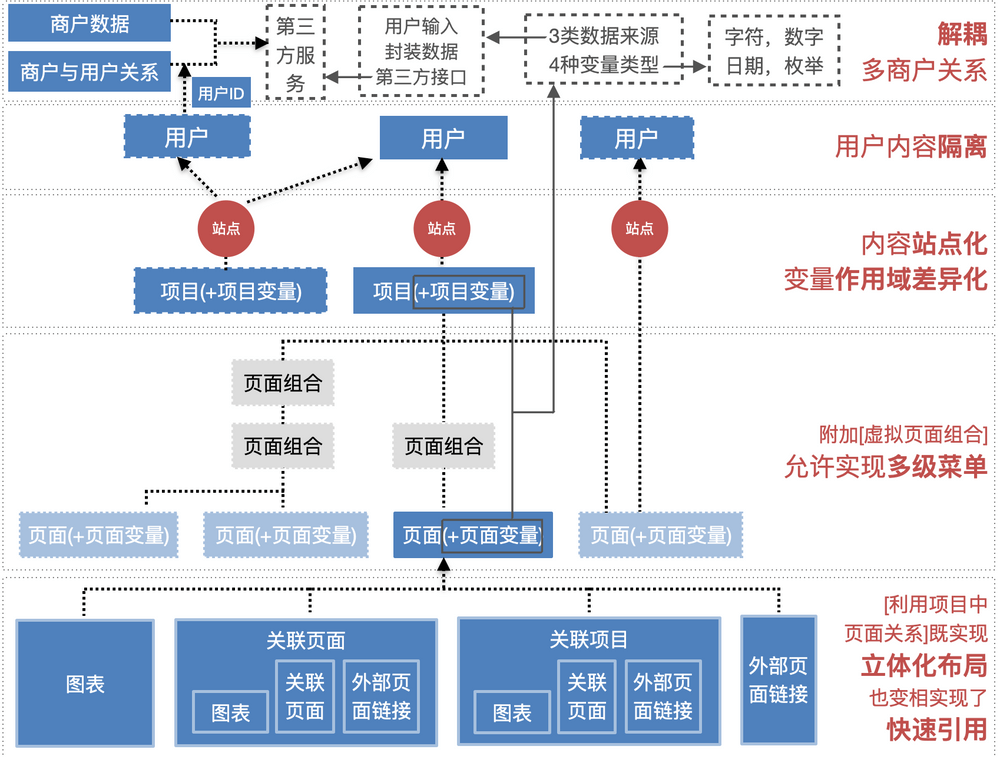 商户数据
商户与用户关系
用户ID
第三
方服
务
用户输入
封装数据
第三方接口
3类数据来源
4种变量类型
字符，数字
日期，枚举
解耦
多商户关系
用户
用户
用户
用户内容隔离
站点
站点
站点
项目(+项目变量)
项目(+项目变量)
内容站点化
变量作用域差异化
页面组合
页面组合
页面组合
附加[虚拟页面组合]
允许实现多级菜单
页面(+页面变量)
页面(+页面变量)
页面(+页面变量)
页面(+页面变量)
图表
关联页面
图表
关联
页面
外部页
面链接
关联项目
图表
关联
页面
外部页
面链接
外部页
面链接
[利用项目中
页面关系]既实现
立体化布局
也变相实现了
快速引用